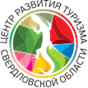 ЦЕНТР РАЗВИТИЯ ТУРИЗМА
СВЕРДЛОВСКОЙ ОБЛАСТИ